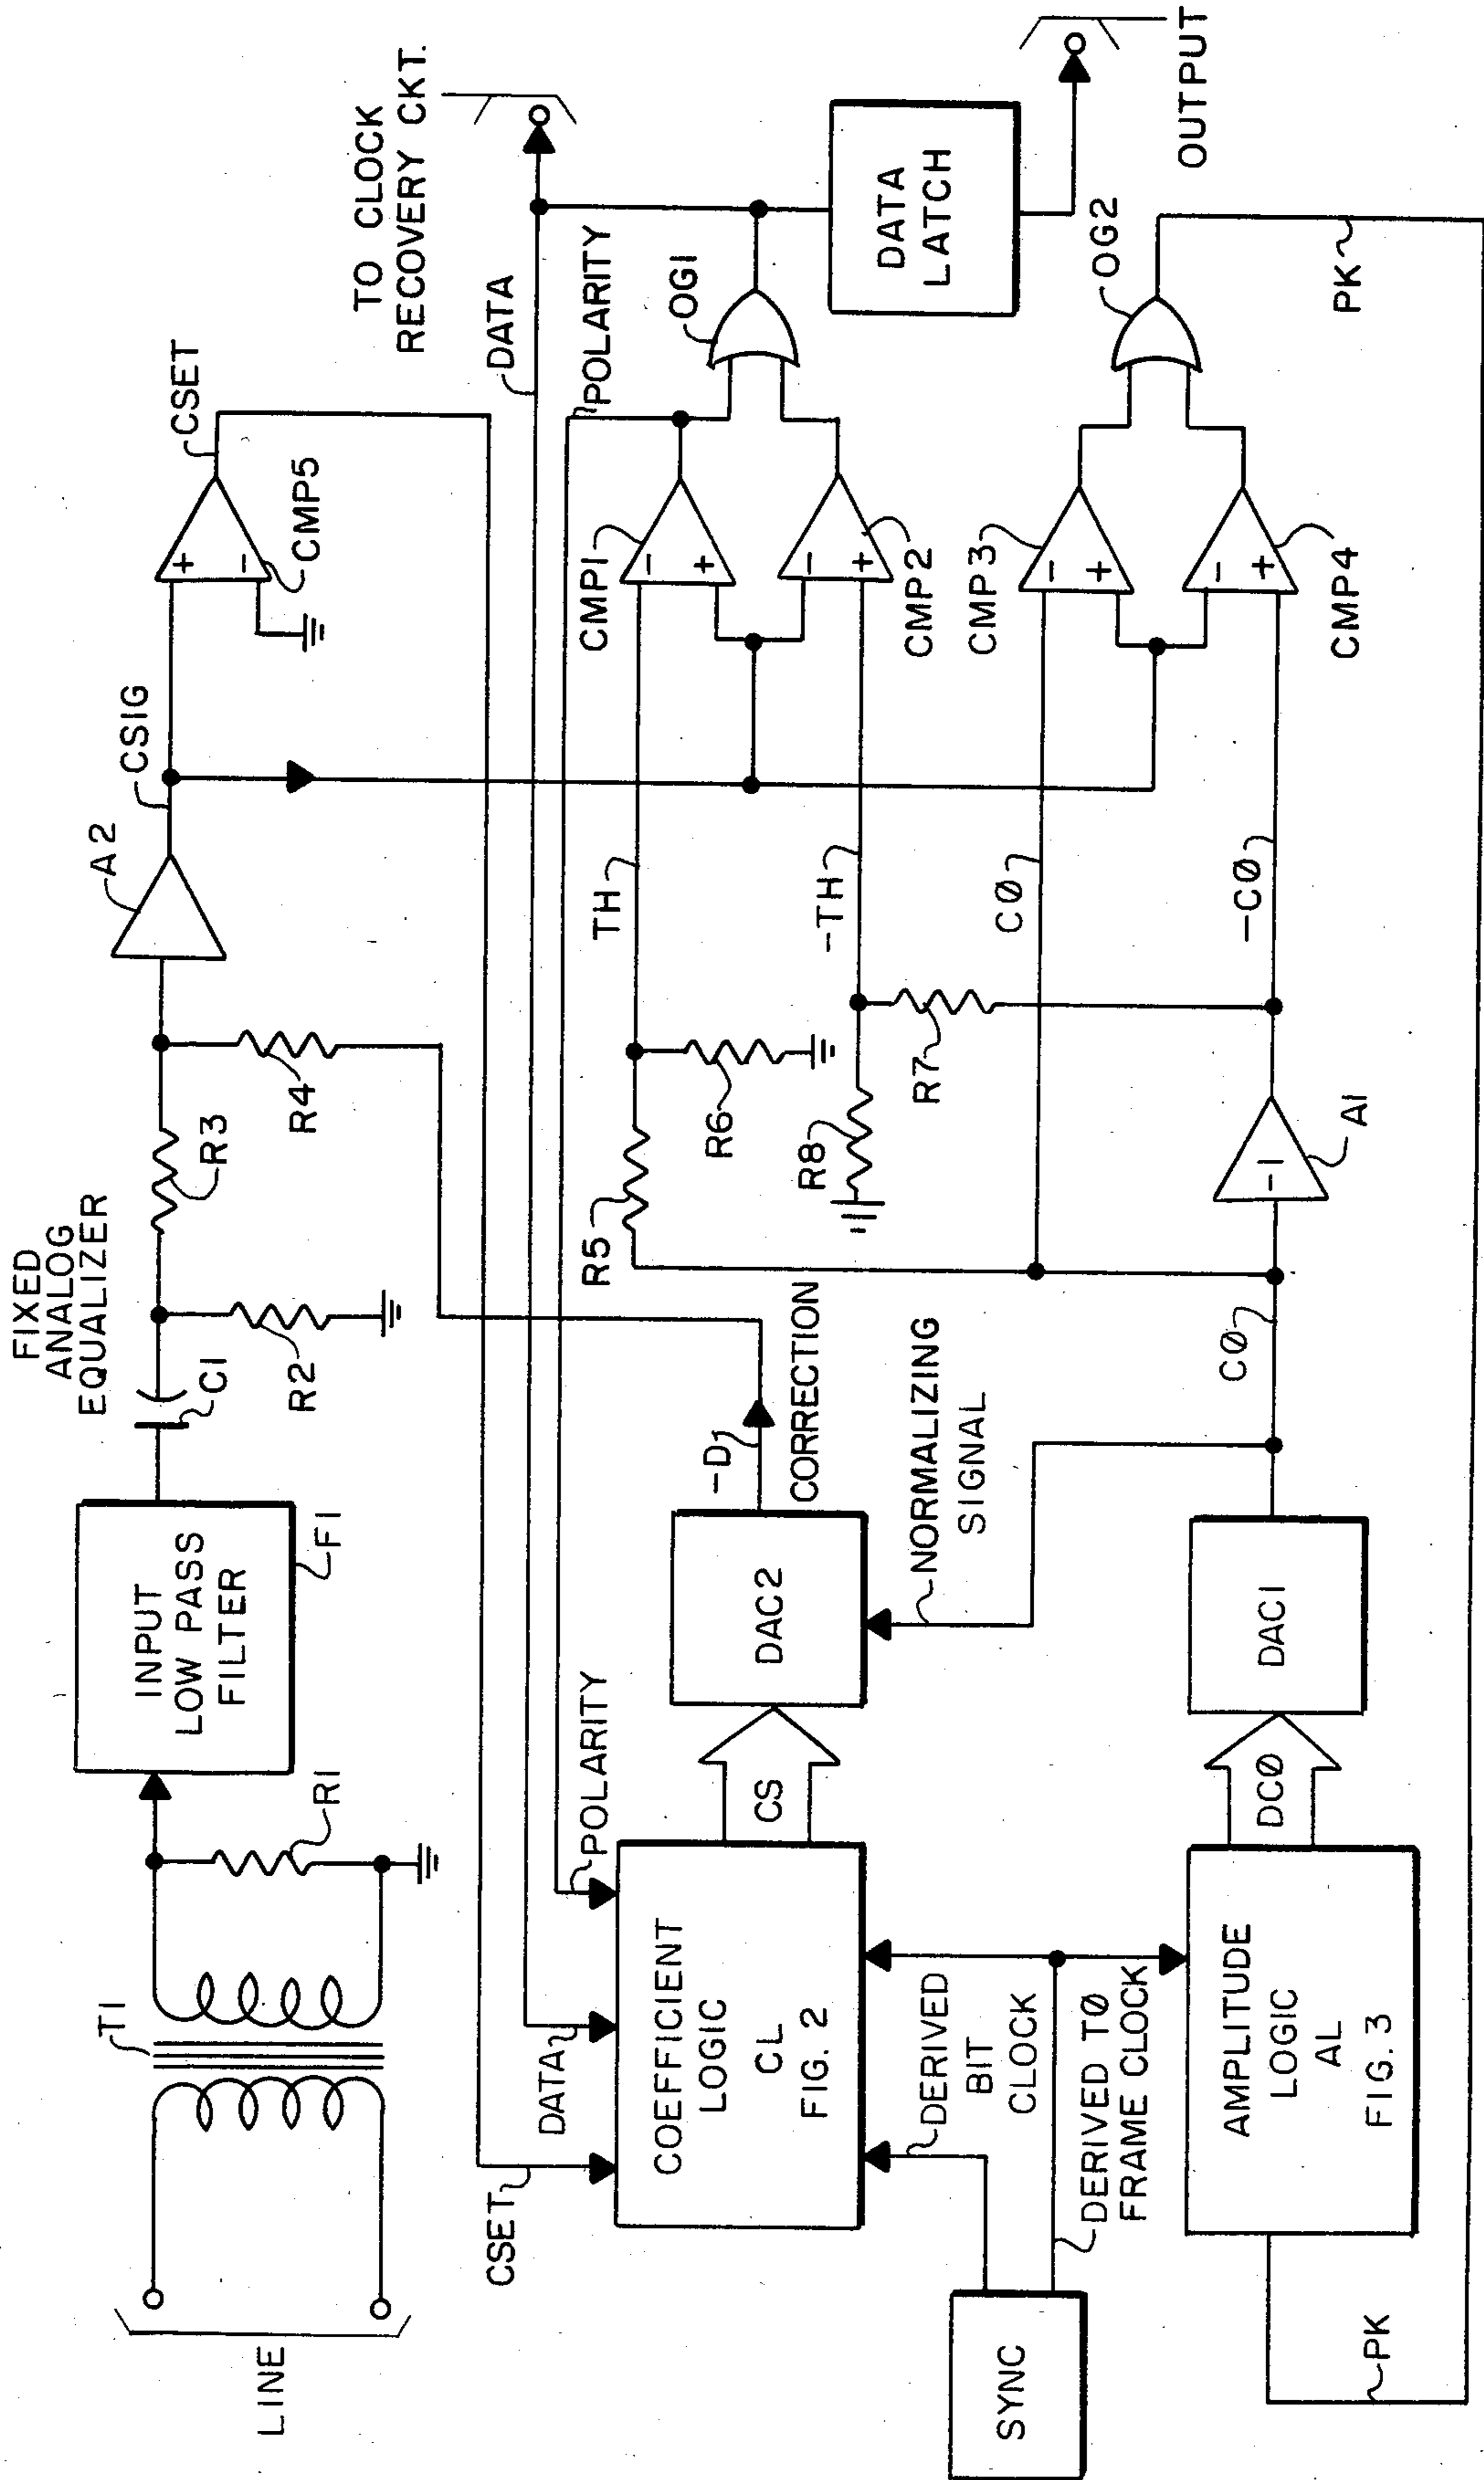 LINE
T1
R1
INPUT
LOW PASS
FILTER
F1
FIXED
ANALOG
EQUALIZER
C1
R2
R3
R4
A2
CSIG
+
-
CMP5
CSET
TO CLOCK
RECOVERY CKT.
CSET
DATA
POLARITY
DATA
POLARITY
COEFFICIENT
LOGIC
CL
FIG. 2
CS
DAC2
-D1
CORRECTION
NORMALIZING
SIGNAL
R5
R6
TH
-TH
R8
R7
CMP1
-
+
-
+
CMP2
OG1
DATA
LATCH
OUTPUT
SYNC
DERIVED
BIT
CLOCK
DERIVED TØ
FRAME CLOCK
AMPLITUDE
LOGIC
AL
FIG. 3
DCØ
DAC1
CØ
-1
A1
CØ
-CØ
CMP3
-
+
-
+
CMP4
OG2
PK
PK